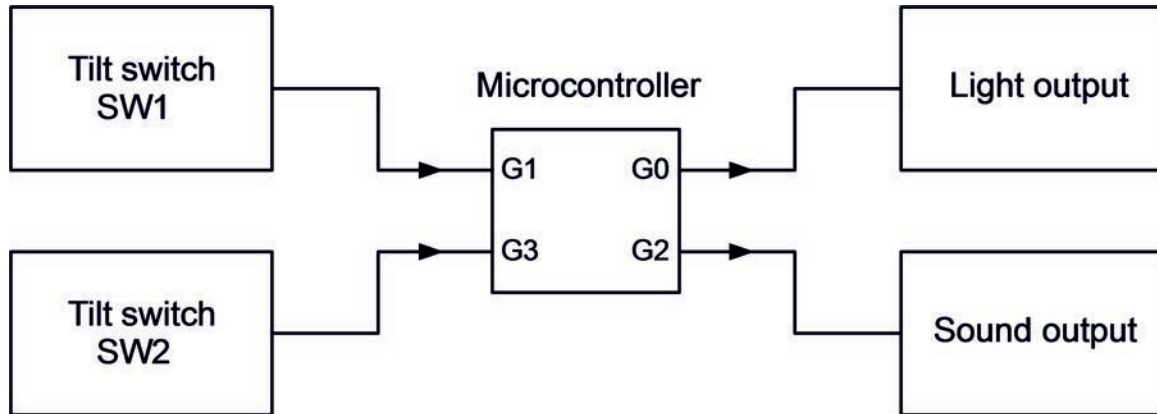 Tilt switch
SW1
Microcontroller
Light output
G1
G0
G3
G2
Tilt switch
SW2
Sound output